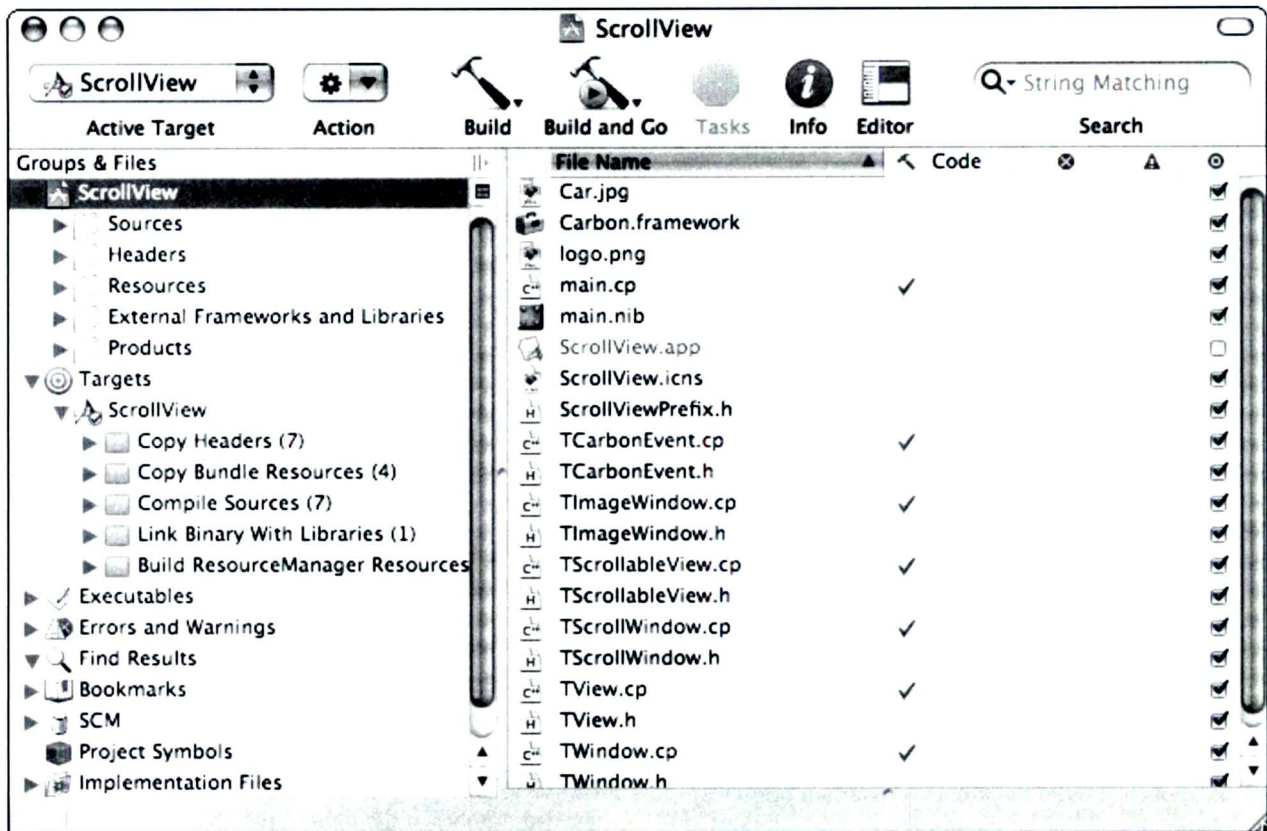 ScrollView
ScrollView
String Matching
Active Target Action Build Build and Go Tasks Info Editor Search
Groups & Files
ScrollView
Sources
Headers
Resources
External Frameworks and Libraries
Products
Targets
ScrollView
Copy Headers (7)
Copy Bundle Resources (4)
Compile Sources (7)
Link Binary With Libraries (1)
Build ResourceManager Resources
Executables
Errors and Warnings
Find Results
Bookmarks
SCM
Project Symbols
Implementation Files
File Name Code
Car.jpg
Carbon.framework
logo.png
main.cp
main.nib
ScrollView.app
ScrollView.icns
ScrollViewPrefix.h
TCarbonEvent.cp
TCarbonEvent.h
TImageWindow.cp
TImageWindow.h
TScrollableView.cp
TScrollableView.h
TScrollWindow.cp
TScrollWindow.h
TView.cp
TView.h
TWindow.cp
TWindow.h